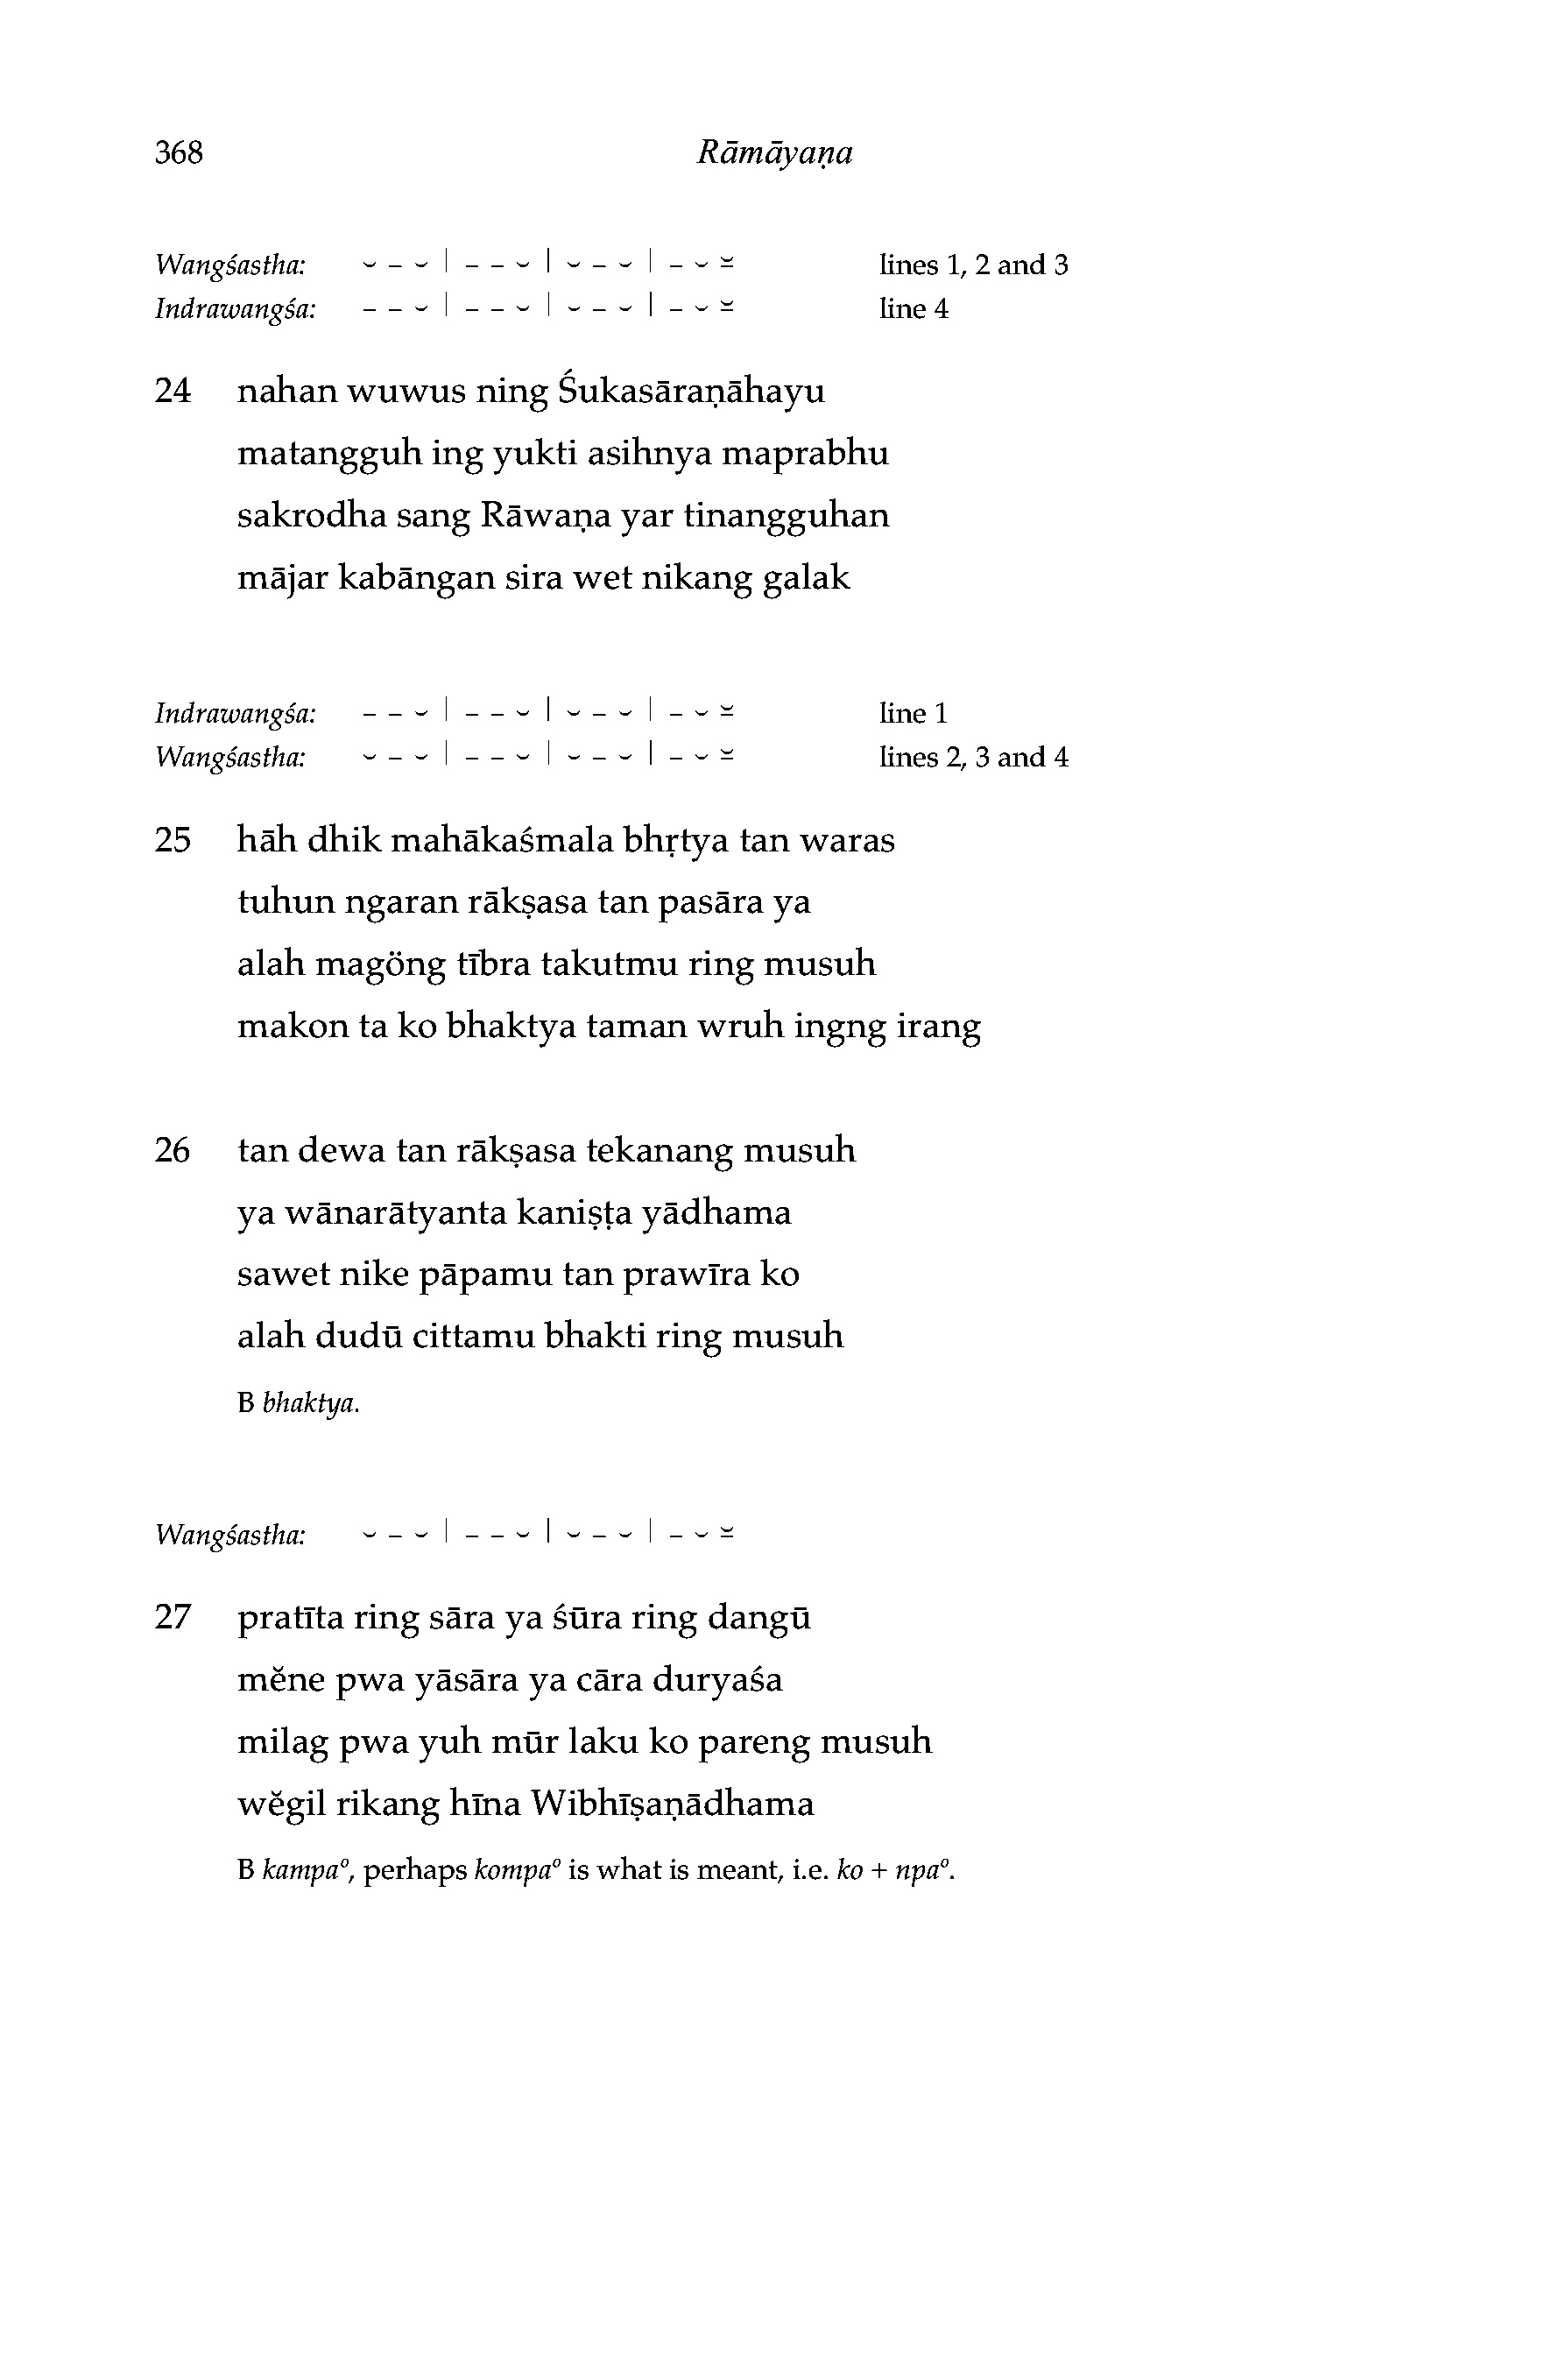 368 Rāmāyaṇa
Wangśastha: ⏑ – ⏑ | – – ⏑ | ⏑ – ⏑ | – ⏑ ⏓ lines 1, 2 and 3
Indrawangśa: – – ⏑ | – – ⏑ | ⏑ – ⏑ | – ⏑ ⏓ line 4
24 nahan wuwus ning Śukasāraṇāhayu
matangguh ing yukti asihnya maprabhu
sakrodha sang Rāwaṇa yar tinangguhan
mājar kabāngan sira wet nikang galak
Indrawangśa: – – ⏑ | – – ⏑ | ⏑ – ⏑ | – ⏑ ⏓ line 1
Wangśastha: ⏑ – ⏑ | – – ⏑ | ⏑ – ⏑ | – ⏑ ⏓ lines 2, 3 and 4
25 hāh dhik mahākaśmala bhṛtya tan waras
tuhun ngaran rākṣasa tan pasāra ya
alah magöng tībra takutmu ring musuh
makon ta ko bhaktya taman wruh ingng irang
26 tan dewa tan rākṣasa tekanang musuh
ya wānarātyanta kaniṣṭa yādhama
sawet nike pāpamu tan prawīra ko
alah dudū cittamu bhakti ring musuh
B bhaktya.
Wangśastha: ⏑ – ⏑ | – – ⏑ | ⏑ – ⏑ | – ⏑ ⏓
27 pratīta ring sāra ya śūra ring dangū
mĕne pwa yāsāra ya cāra duryaśa
milag pwa yuh mūr laku ko pareng musuh
wĕgil rikang hīna Wibhīṣaṇādhama
B kampaº, perhaps kompaº is what is meant, i.e. ko + npaº.